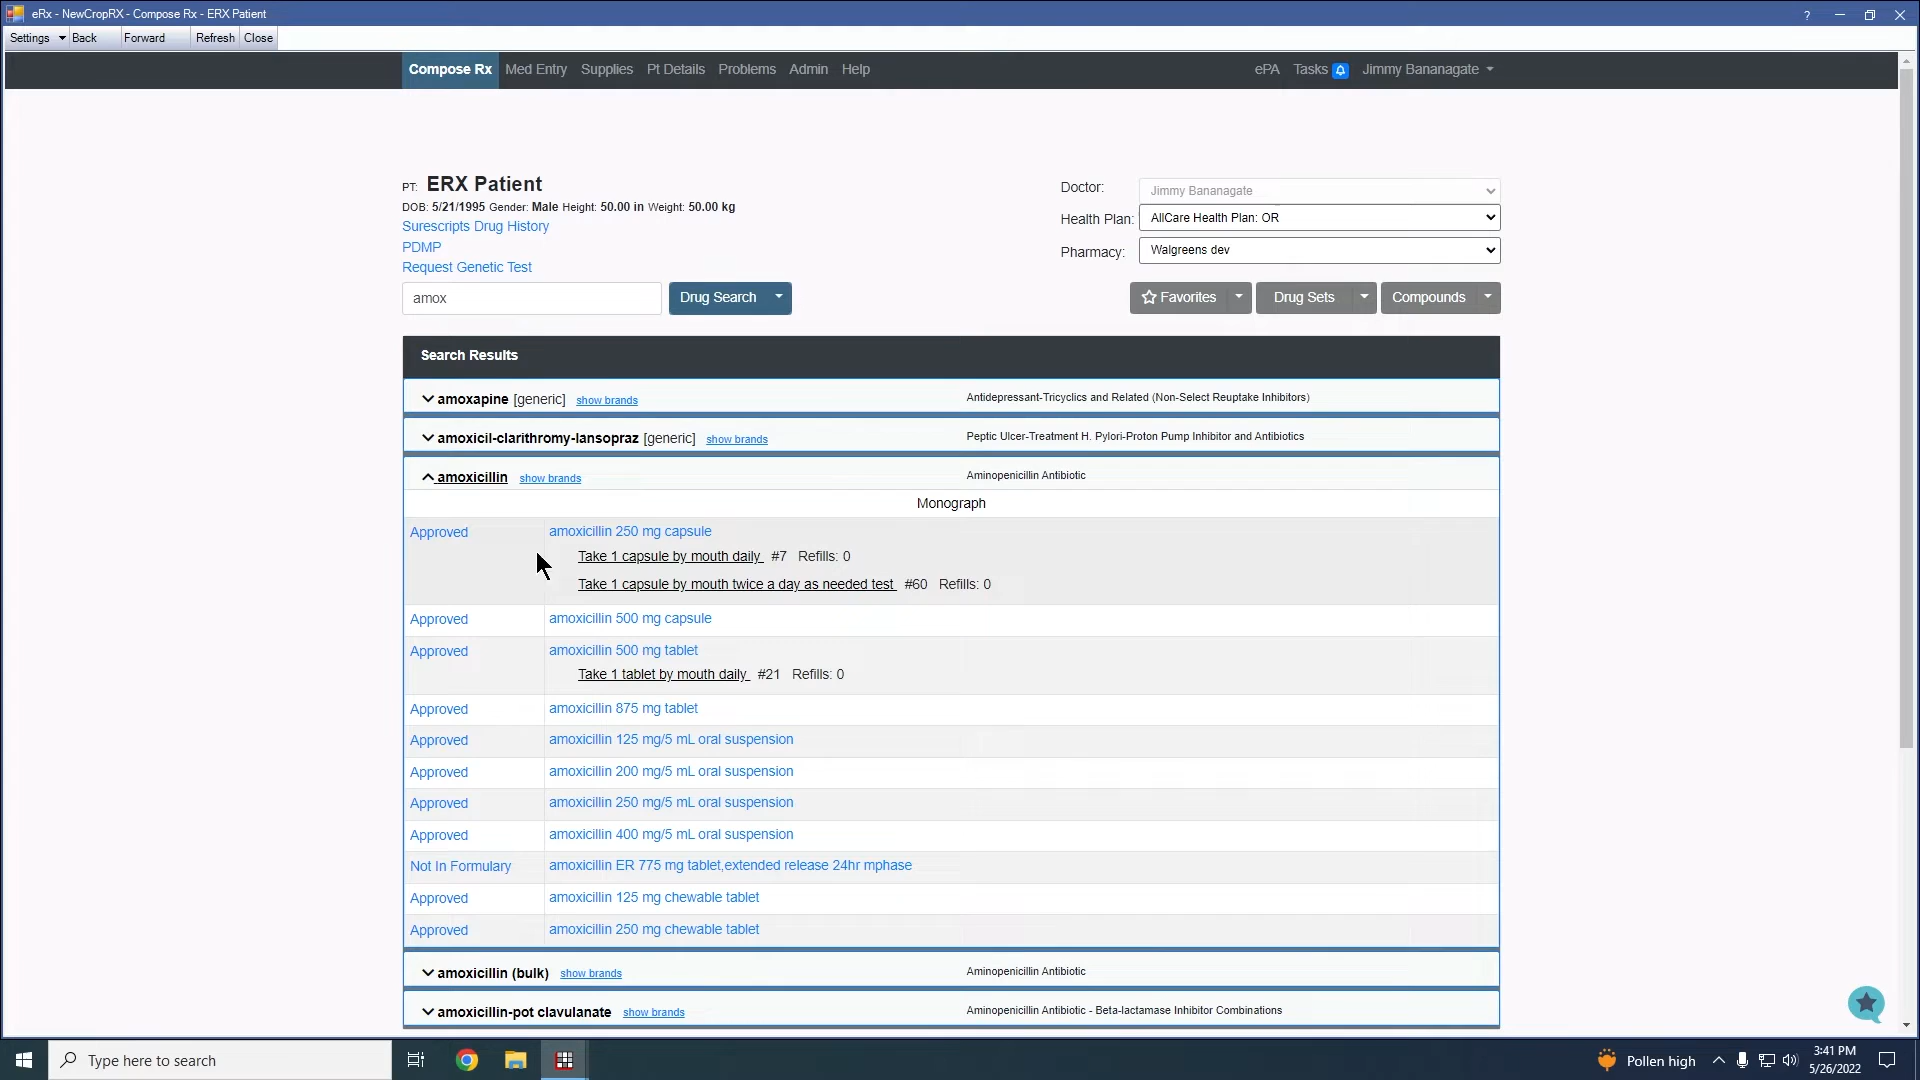 eRx - NewCropRX - Compose Rx - ERX Patient
Settings Back Forward Refresh Close
Compose Rx Med Entry Supplies Pt Details Problems Admin Help ePA Tasks Jimmy Bananagate
PT: ERX Patient
DOB: 5/21/1995 Gender: Male Height: 50.00 in Weight: 50.00 kg
Surescripts Drug History
PDMP
Request Genetic Test
Doctor: Jimmy Bananagate
Health Plan: AllCare Health Plan: OR
Pharmacy: Walgreens dev
amox Drug Search Favorites Drug Sets Compounds
Search Results
amoxapine [generic] show brands Antidepressant-Tricyclics and Related (Non-Select Reuptake Inhibitors)
amoxicil-clarithromy-lansopraz [generic] show brands Peptic Ulcer-Treatment H. Pylori-Proton Pump Inhibitor and Antibiotics
amoxicillin show brands Aminopenicillin Antibiotic
Monograph
Approved amoxicillin 250 mg capsule
Take 1 capsule by mouth daily #7 Refills: 0
Take 1 capsule by mouth twice a day as needed test #60 Refills: 0
Approved amoxicillin 500 mg capsule
Approved amoxicillin 500 mg tablet
Take 1 tablet by mouth daily #21 Refills: 0
Approved amoxicillin 875 mg tablet
Approved amoxicillin 125 mg/5 mL oral suspension
Approved amoxicillin 200 mg/5 mL oral suspension
Approved amoxicillin 250 mg/5 mL oral suspension
Approved amoxicillin 400 mg/5 mL oral suspension
Not In Formulary amoxicillin ER 775 mg tablet,extended release 24hr mphase
Approved amoxicillin 125 mg chewable tablet
Approved amoxicillin 250 mg chewable tablet
amoxicillin (bulk) show brands Aminopenicillin Antibiotic
amoxicillin-pot clavulanate show brands Aminopenicillin Antibiotic - Beta-lactamase Inhibitor Combinations
Type here to search Pollen high 3:41 PM
5/26/2022